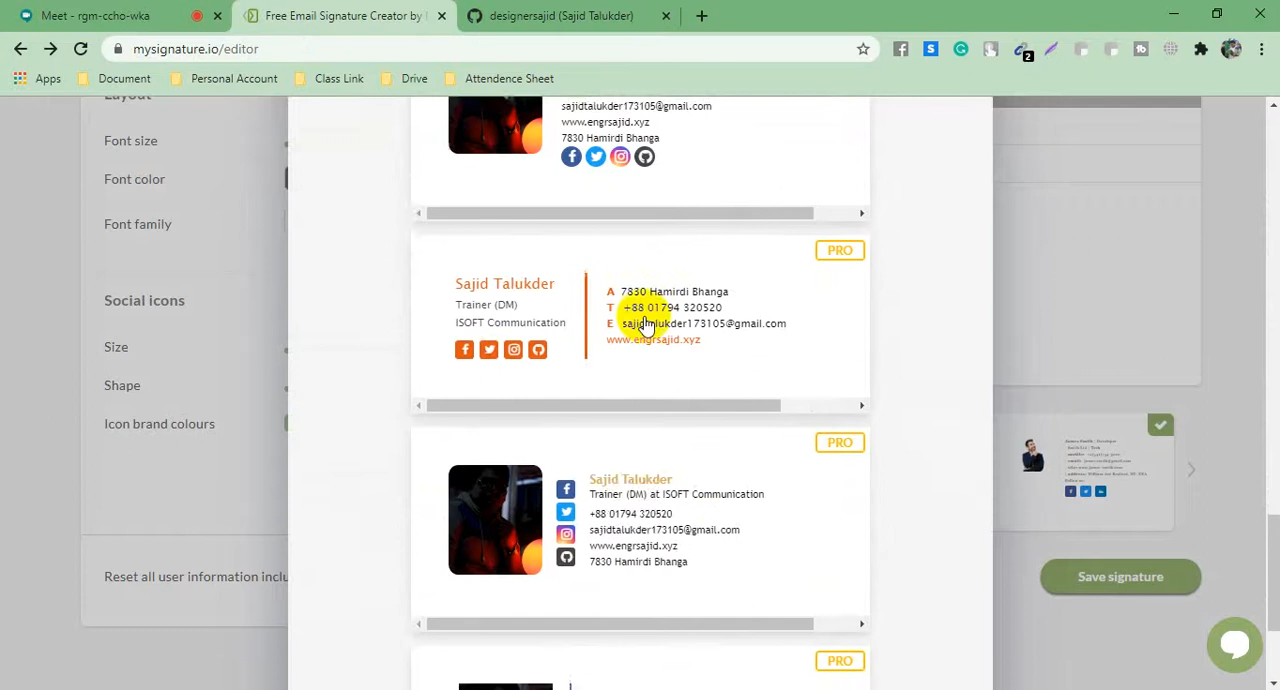 Meet - rgm-ccho-wka
Free Email Signature Creator by
designersajid (Sajid Talukder)
mysignature.io/editor
2
Apps
Document
Personal Account
Class Link
Drive
Attendence Sheet
Layout
Font size
Font color
Font family
Social icons
Size
Shape
Icon brand colours
Reset all user information inclu
sajidtalukder173105@gmail.com
www.engrsajid.xyz
7830 Hamirdi Bhanga
PRO
Sajid Talukder
Trainer (DM)
ISOFT Communication
A 7830 Hamirdi Bhanga
T +88 01794 320520
E sajidtalukder173105@gmail.com
www.engrsajid.xyz
PRO
Sajid Talukder
Trainer (DM) at ISOFT Communication
+88 01794 320520
sajidtalukder173105@gmail.com
www.engrsajid.xyz
7830 Hamirdi Bhanga
PRO
Save signature